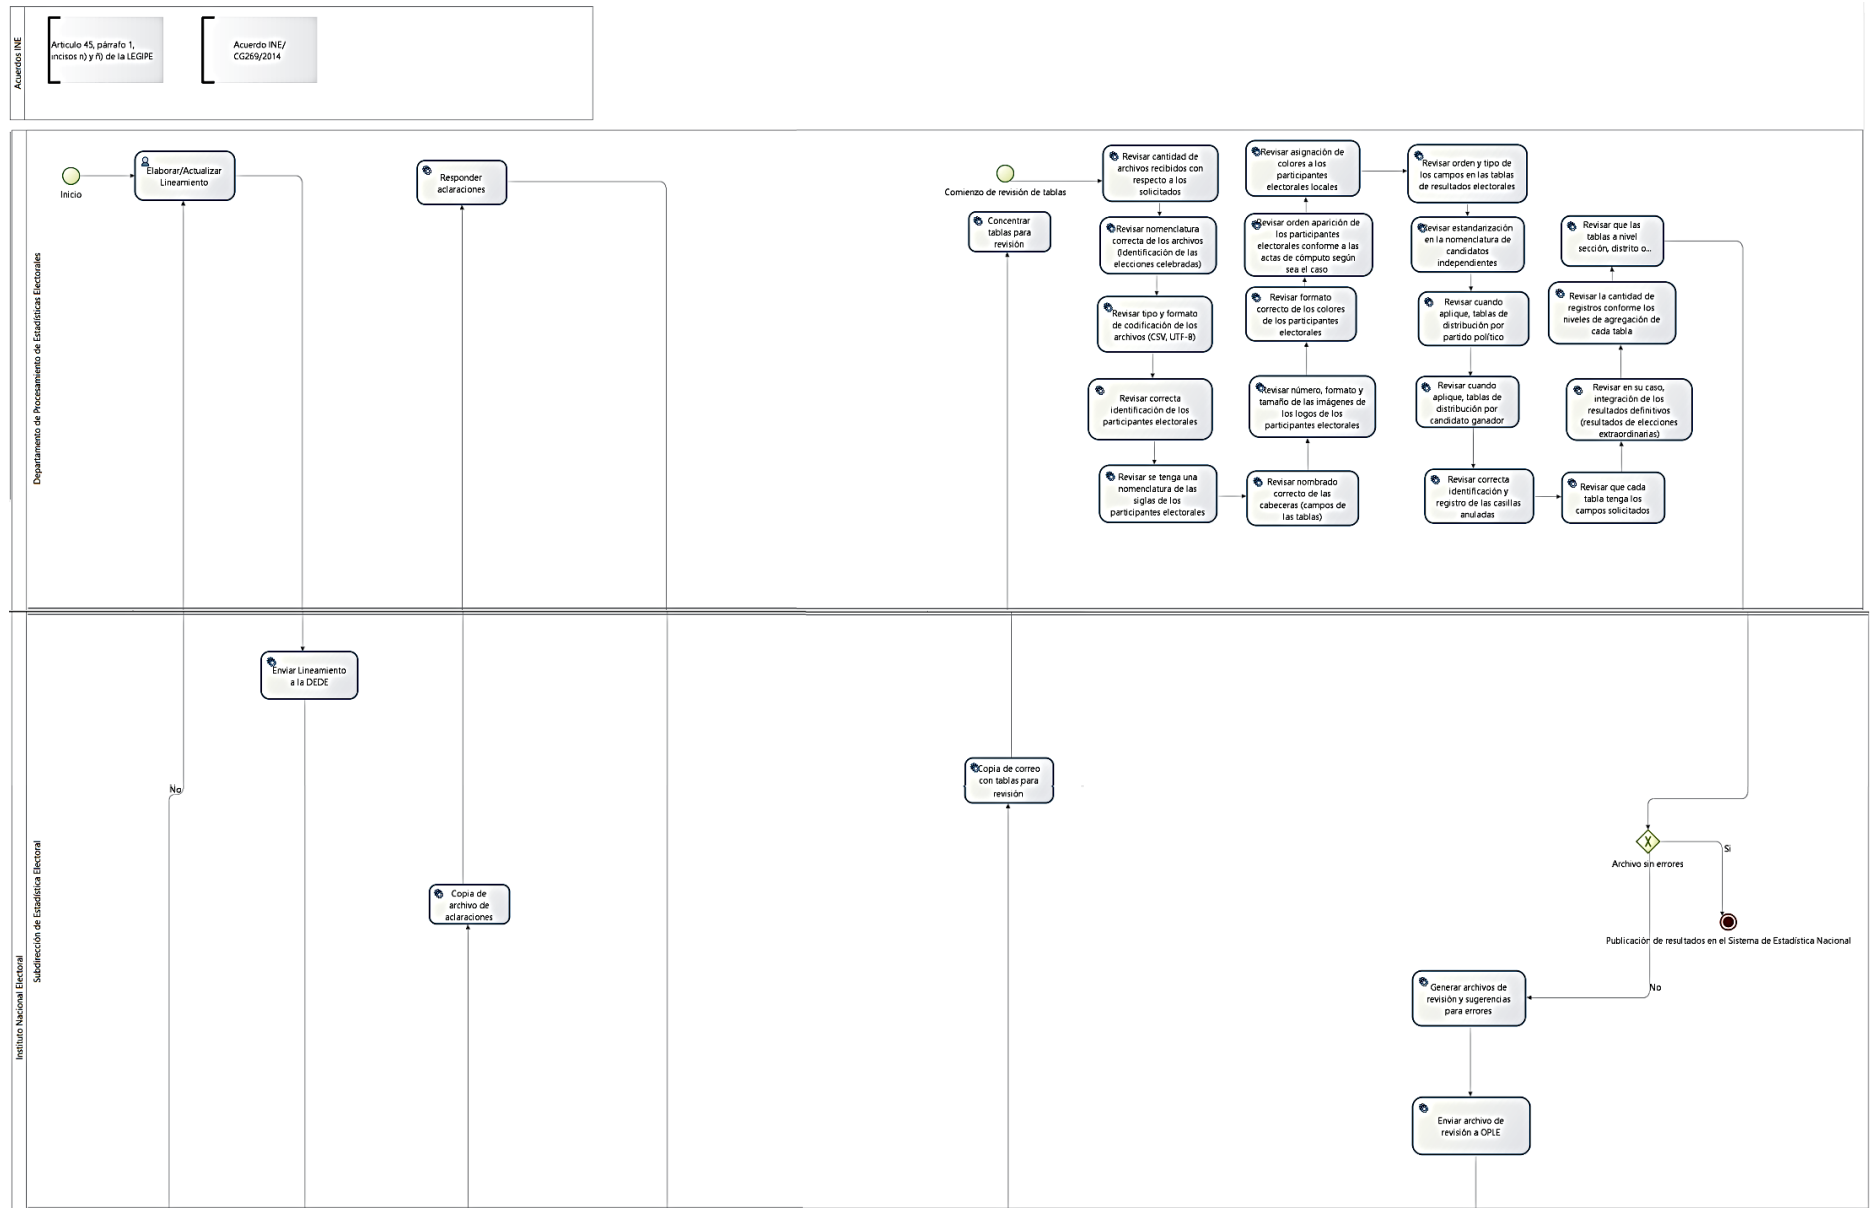 Acuerdos INE
Articulo 45, párrafo 1,
incisos n) y ñ) de la LEGIPE
Acuerdo INE/
CG269/2014
Departamento de Procesamiento de Estadísticas Electorales
Inicio
Elaborar/Actualizar
Lineamiento
Responder
aclaraciones
Comienzo de revisión de tablas
Concentrar
tablas para
revisión
Revisar cantidad de
archivos recibidos con
respecto a los
solicitados
Revisar nomenclatura
correcta de los archivos
(Identificación de las
elecciones celebradas)
Revisar tipo y formato
de codificación de los
archivos (CSV, UTF-8)
Revisar correcta
identificación de los
participantes electorales
Revisar se tenga una
nomenclatura de las
siglas de los
participantes electorales
Revisar nombrado
correcto de las
cabeceras (campos de
las tablas)
Revisar número, formato y
tamaño de las imágenes de
los logos de los
participantes electorales
Revisar formato
correcto de los colores
de los participantes
electorales
Revisar orden aparición de
los participantes
electorales conforme a las
actas de cómputo según
sea el caso
Revisar asignación de
colores a los
participantes
electorales locales
Revisar orden y tipo de
los campos en las tablas
de resultados electorales
Revisar estandarización
en la nomenclatura de
candidatos
independientes
Revisar cuando
aplique, tablas de
distribución por
partido político
Revisar cuando
aplique, tablas de
distribución por
candidato ganador
Revisar correcta
identificación y
registro de las casillas
anuladas
Revisar que cada
tabla tenga los
campos solicitados
Revisar en su caso,
integración de los
resultados definitivos
(resultados de elecciones
extraordinarias)
Revisar la cantidad de
registros conforme los
niveles de agregación de
cada tabla
Revisar que las
tablas a nivel
sección, distrito o...
Instituto Nacional Electoral
Subdirección de Estadística Electoral
Enviar Lineamiento
a la DEDE
No
Copia de
archivo de
aclaraciones
Copia de correo
con tablas para
revisión
Archivo sin errores
Si
Publicación de resultados en el Sistema de Estadística Nacional
No
Generar archivos de
revisión y sugerencias
para errores
Enviar archivo de
revisión a OPLE